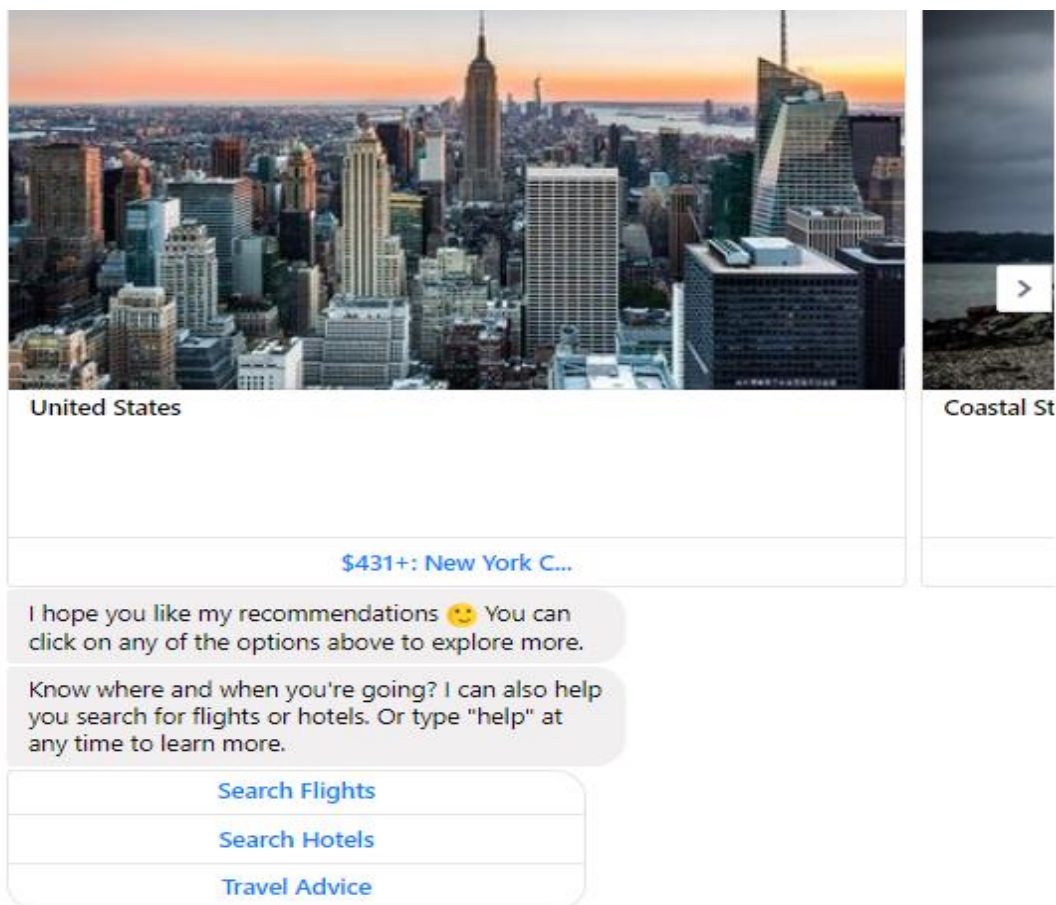 United States
Coastal St
$431+: New York C...
I hope you like my recommendations 🙂 You can
click on any of the options above to explore more.
Know where and when you're going? I can also help
you search for flights or hotels. Or type "help" at
any time to learn more.
Search Flights
Search Hotels
Travel Advice